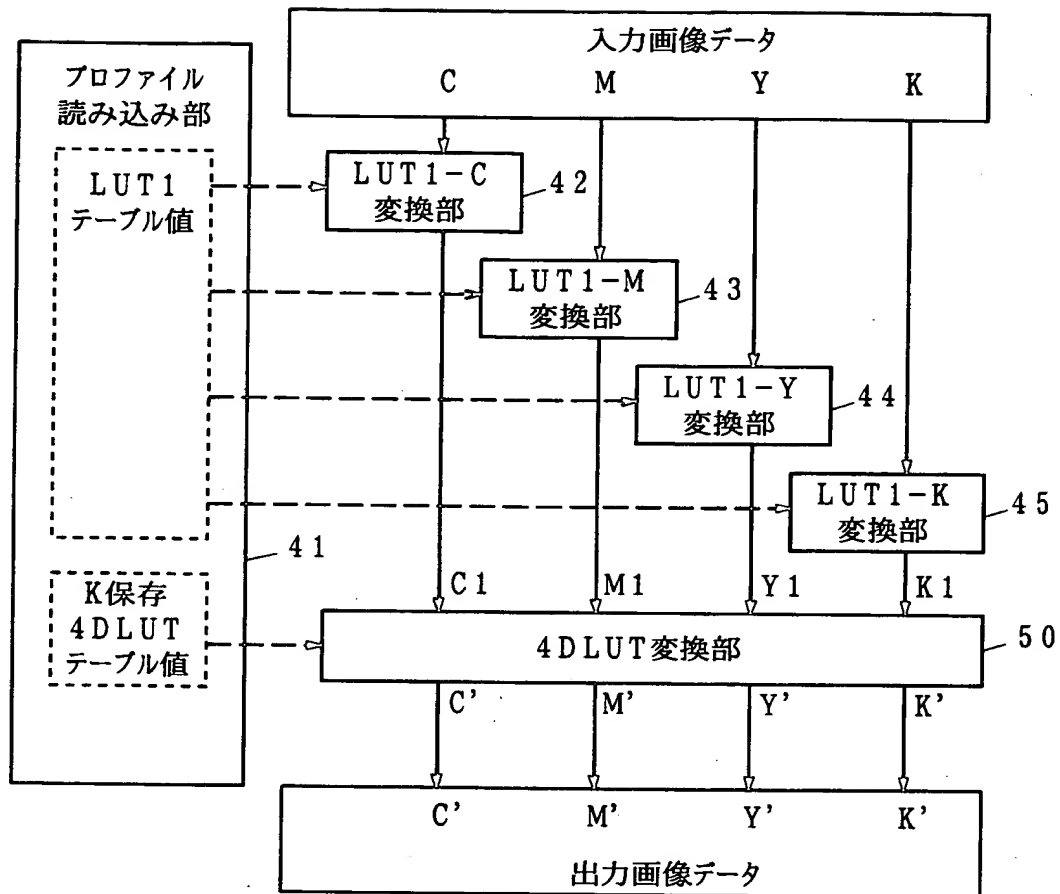 入力画像データ
C M Y K
プロファイル
読み込み部
LUT1
テーブル値
LUT1-C
変換部
42
LUT1-M
変換部
43
LUT1-Y
変換部
44
LUT1-K
変換部
45
41
K保存
4DLUT
テーブル値
C1 M1 Y1 K1
4DLUT変換部
50
C' M' Y' K'
C' M' Y' K'
出力画像データ